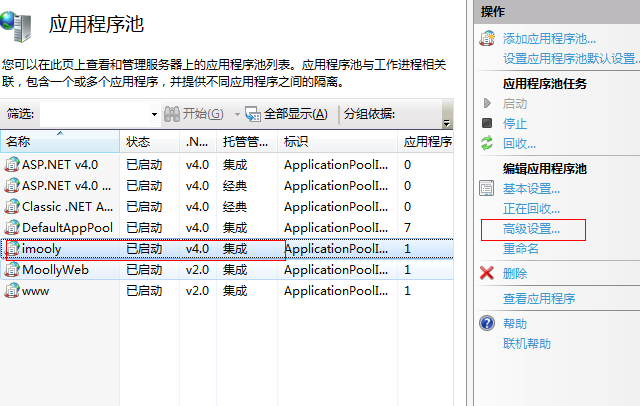 应用程序池
您可以在此页上查看和管理服务器上的应用程序池列表。应用程序池与工作进程相关
联，包含一个或多个应用程序，并提供不同应用程序之间的隔离。
筛选: 开始(G) 全部显示(A) 分组依据:
名称 状态 .N... 托管管... 标识 应用程序
ASP.NET v4.0 已启动 v4.0 集成 ApplicationPoolI... 0
ASP.NET v4.0 ... 已启动 v4.0 经典 ApplicationPoolI... 0
Classic .NET A... 已启动 v4.0 经典 ApplicationPoolI... 0
DefaultAppPool 已启动 v4.0 集成 ApplicationPoolI... 7
imooly 已启动 v4.0 集成 ApplicationPoolI... 1
MoollyWeb 已启动 v2.0 集成 ApplicationPoolI... 1
www 已启动 v2.0 集成 ApplicationPoolI... 1
操作
添加应用程序池...
设置应用程序池默认设置...
应用程序池任务
启动
停止
回收...
编辑应用程序池
基本设置...
正在回收...
高级设置...
重命名
删除
查看应用程序
帮助
联机帮助